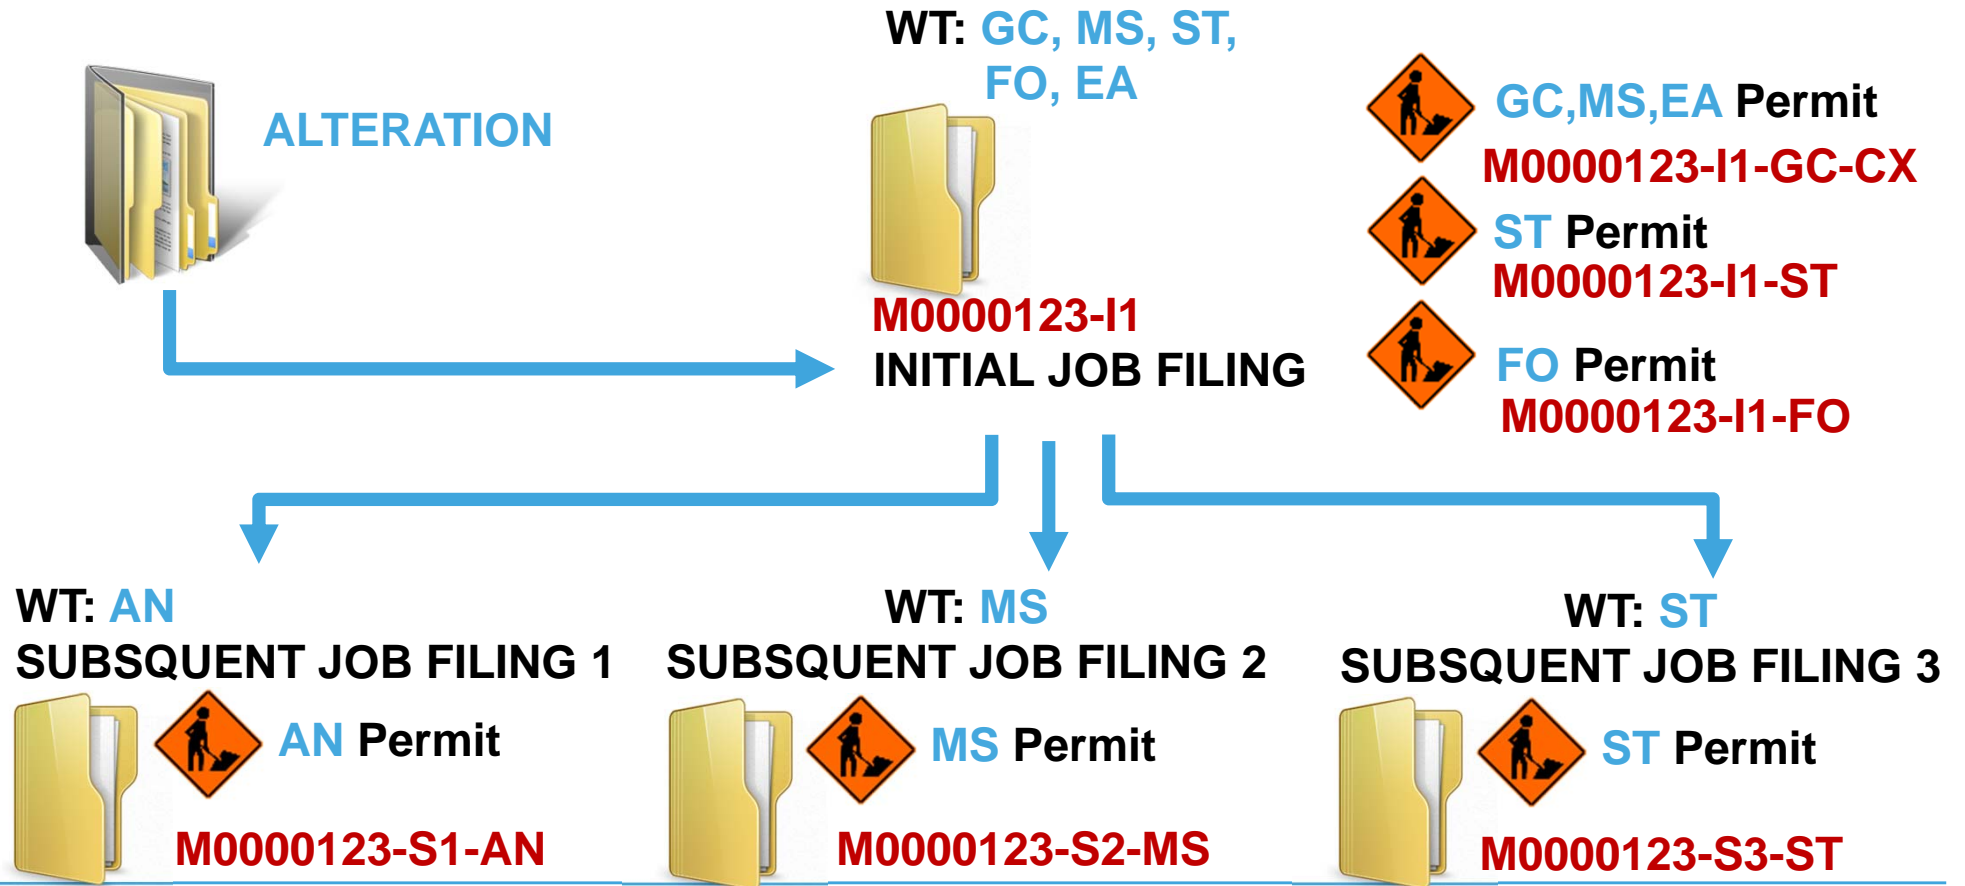 ALTERATION
WT: GC, MS, ST,
FO, EA
M0000123-I1
INITIAL JOB FILING
GC,MS,EA Permit
M0000123-I1-GC-CX
ST Permit
M0000123-I1-ST
FO Permit
M0000123-I1-FO
WT: AN
SUBSQUENT JOB FILING 1
AN Permit
M0000123-S1-AN
WT: MS
SUBSQUENT JOB FILING 2
MS Permit
M0000123-S2-MS
WT: ST
SUBSQUENT JOB FILING 3
ST Permit
M0000123-S3-ST